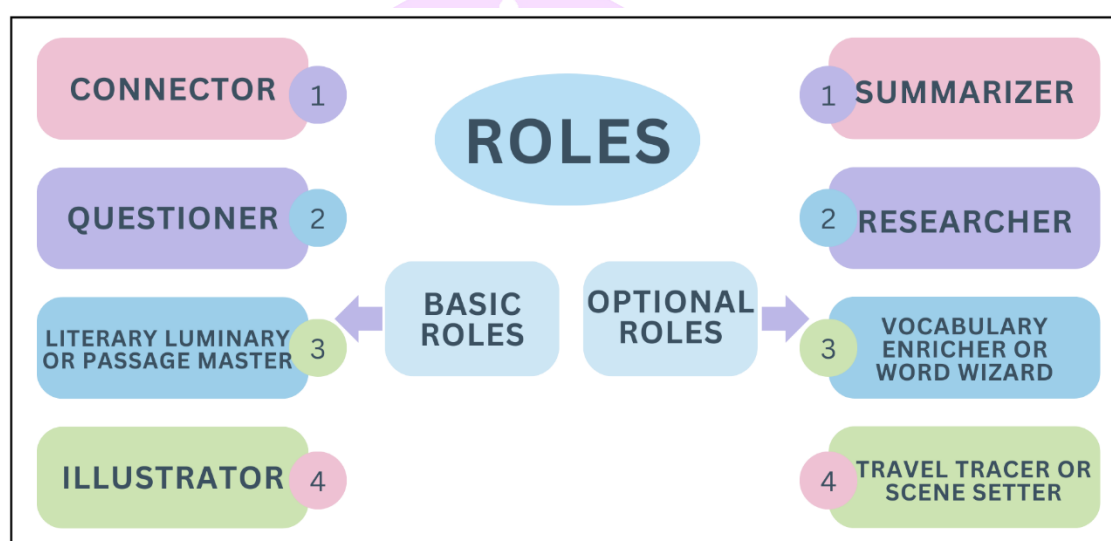 ROLES
BASIC
ROLES
CONNECTOR
1
QUESTIONER
2
LITERARY LUMINARY
OR PASSAGE MASTER
3
ILLUSTRATOR
4
OPTIONAL
ROLES
1
SUMMARIZER
2
RESEARCHER
3
VOCABULARY
ENRICHER OR
WORD WIZARD
4
TRAVEL TRACER OR
SCENE SETTER